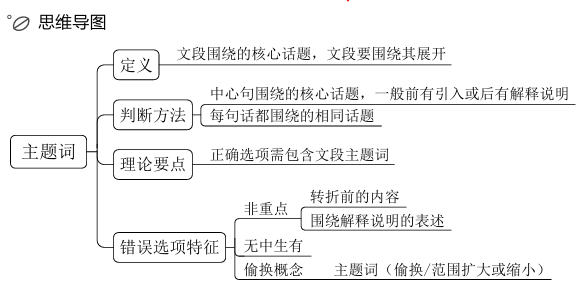 思维导图
文段围绕的核心话题，文段要围绕其展开
定义
中心句围绕的核心话题，一般前有引入或后有解释说明
判断方法
每句话都围绕的相同话题
主题词
正确选项需包含文段主题词
理论要点
转折前的内容
非重点
围绕解释说明的表述
错误选项特征
无中生有
偷换概念 主题词（偷换/范围扩大或缩小）